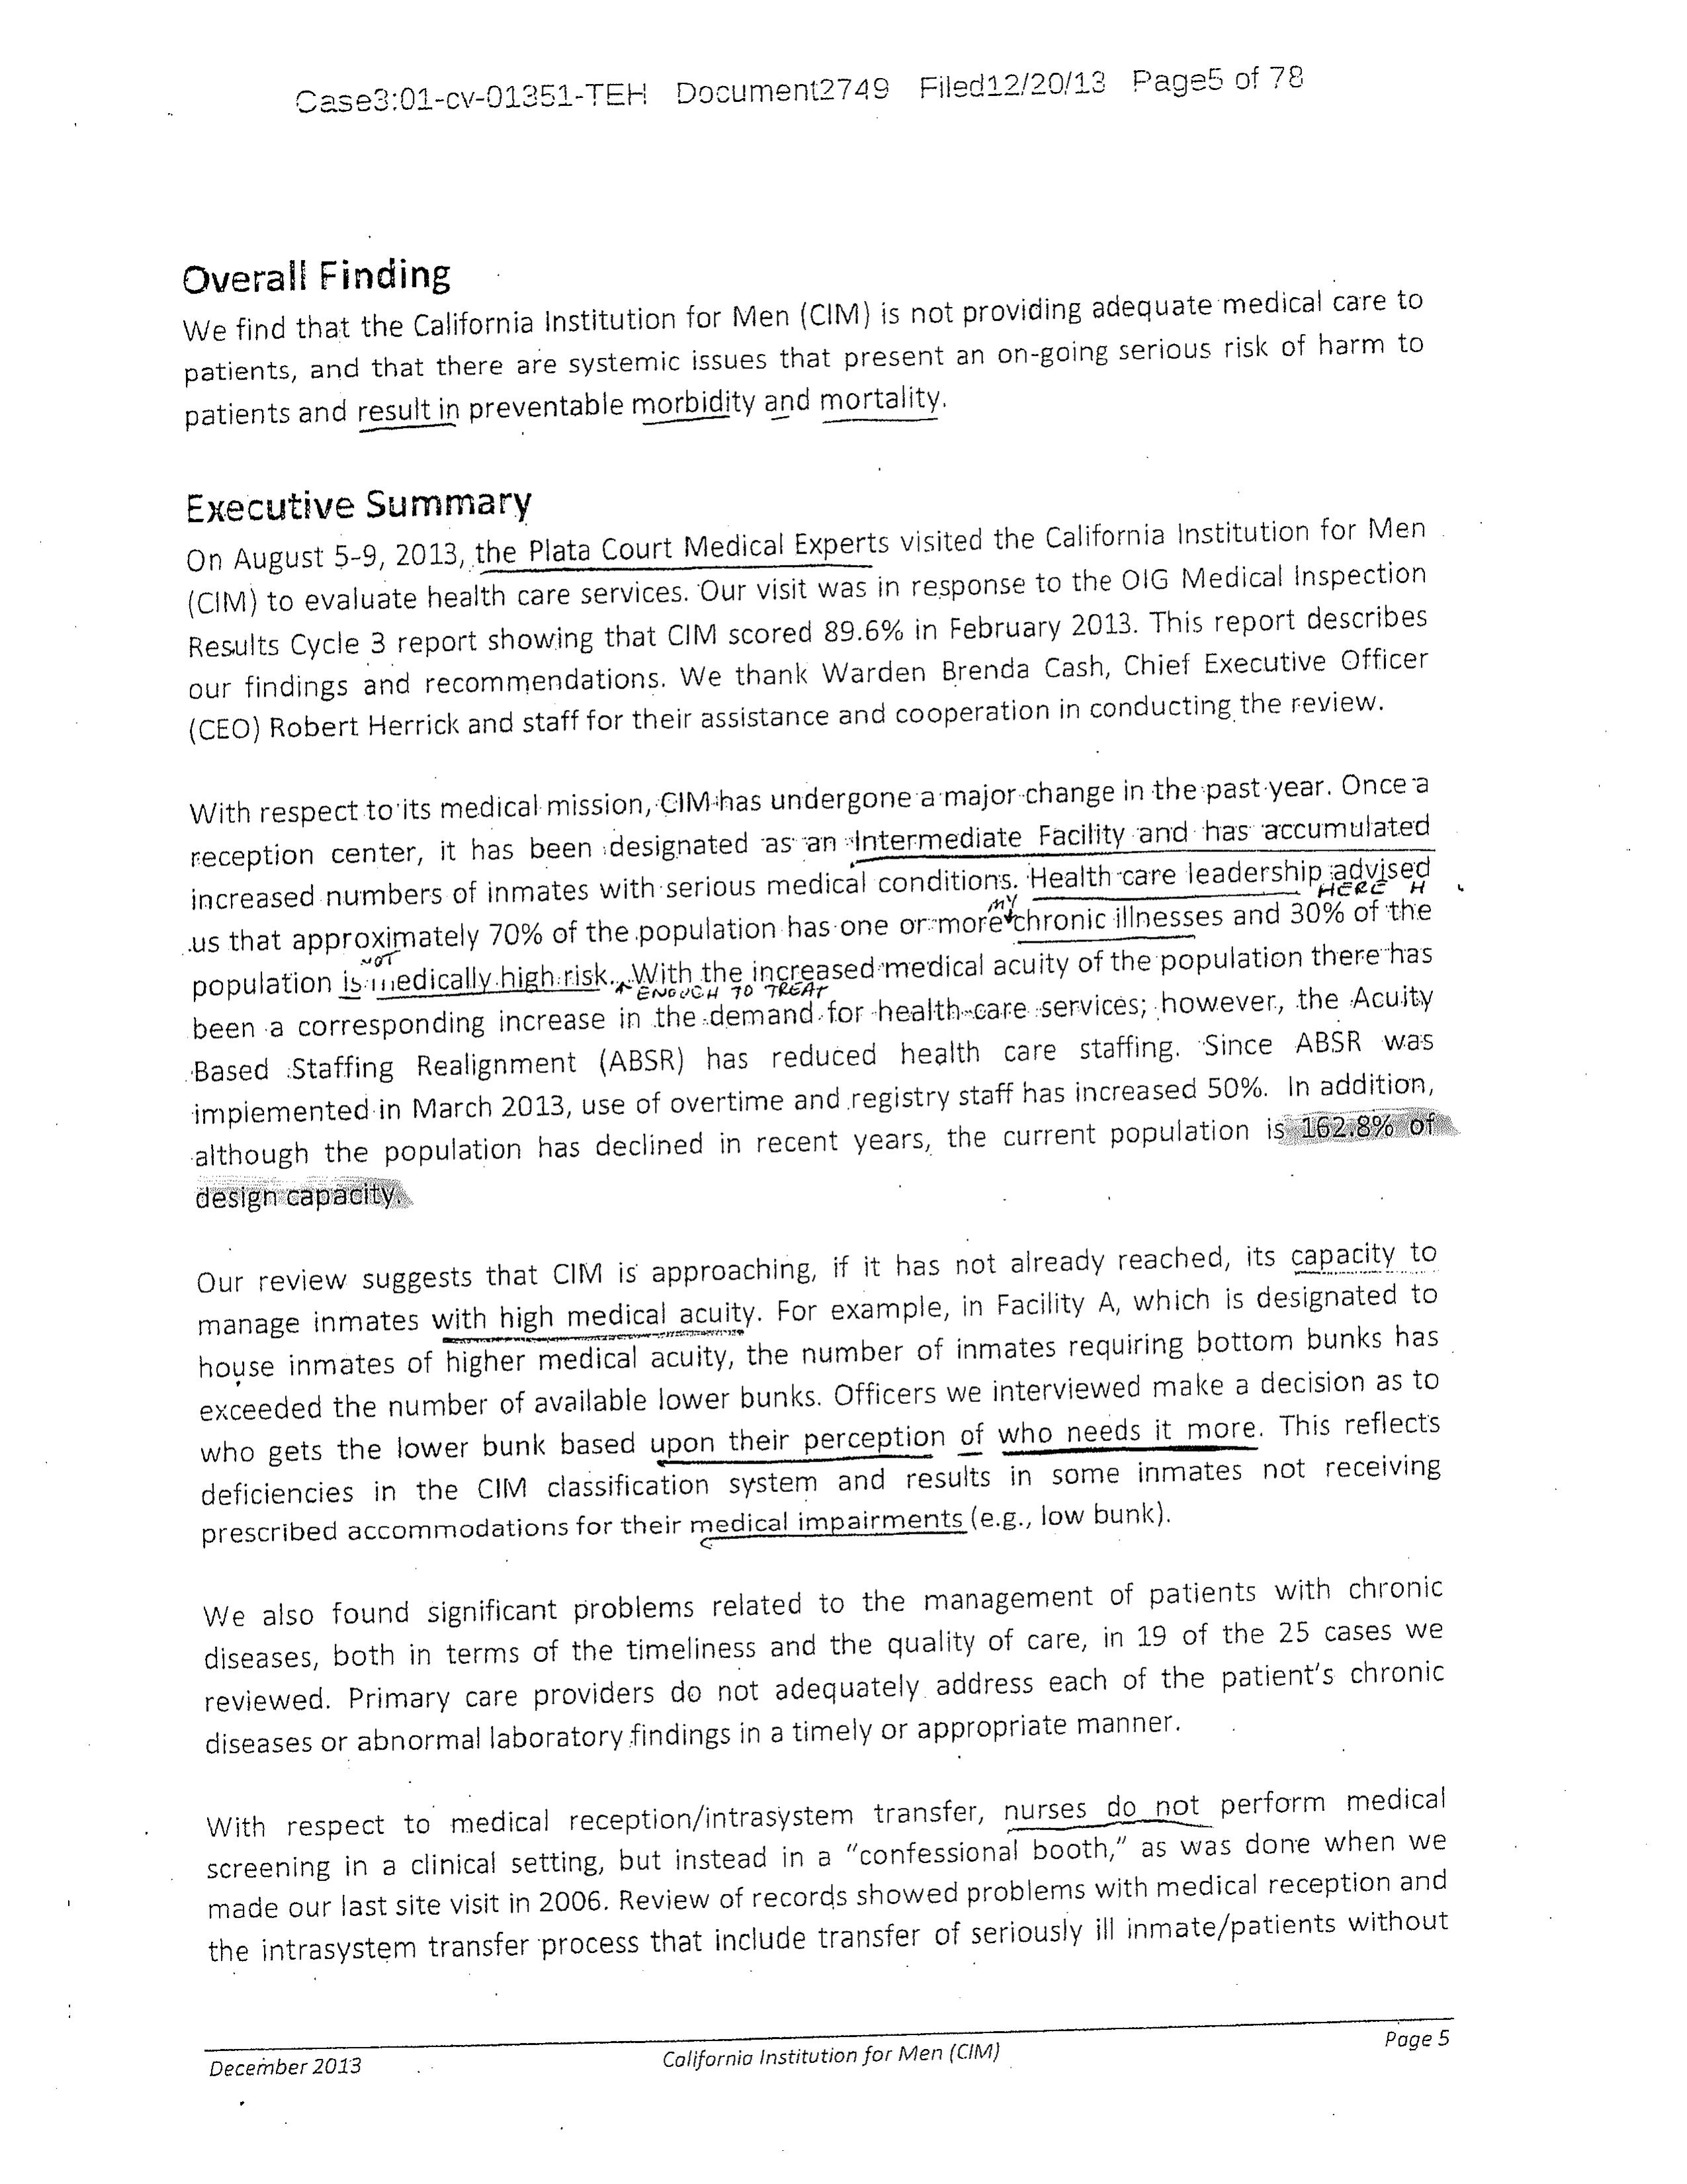 Case3:01-cv-01351-TEH Document2749 Filed12/20/13 Page5 of 78
Overall Finding
We find that the California Institution for Men (CIM) is not providing adequate medical care to
patients, and that there are systemic issues that present an on-going serious risk of harm to
patients and result in preventable morbidity and mortality.
Executive Summary
On August 5-9, 2013, the Plata Court Medical Experts visited the California Institution for Men
(CIM) to evaluate health care services. Our visit was in response to the OIG Medical Inspection
Results Cycle 3 report showing that CIM scored 89.6% in February 2013. This report describes
our findings and recommendations. We thank Warden Brenda Cash, Chief Executive Officer
(CEO) Robert Herrick and staff for their assistance and cooperation in conducting the review.
With respect to its medical mission, CIM has undergone a major change in the past year. Once a
reception center, it has been designated as an Intermediate Facility and has accumulated
increased numbers of inmates with serious medical conditions. Health care leadership advised
HERE H
MY
us that approximately 70% of the population has one or more chronic illnesses and 30% of the
NOT
population is medically high risk. With the increased medical acuity of the population there has
ENOUGH TO TREAT
been a corresponding increase in the demand for health care services; however, the Acuity
Based Staffing Realignment (ABSR) has reduced health care staffing. Since ABSR was
implemented in March 2013, use of overtime and registry staff has increased 50%. In addition,
although the population has declined in recent years, the current population is 162.8% of
design capacity.
Our review suggests that CIM is approaching, if it has not already reached, its capacity to
manage inmates with high medical acuity. For example, in Facility A, which is designated to
house inmates of higher medical acuity, the number of inmates requiring bottom bunks has
exceeded the number of available lower bunks. Officers we interviewed make a decision as to
who gets the lower bunk based upon their perception of who needs it more. This reflects
deficiencies in the CIM classification system and results in some inmates not receiving
prescribed accommodations for their medical impairments (e.g., low bunk).
We also found significant problems related to the management of patients with chronic
diseases, both in terms of the timeliness and the quality of care, in 19 of the 25 cases we
reviewed. Primary care providers do not adequately address each of the patient's chronic
diseases or abnormal laboratory findings in a timely or appropriate manner.
With respect to medical reception/intrasystem transfer, nurses do not perform medical
screening in a clinical setting, but instead in a "confessional booth," as was done when we
made our last site visit in 2006. Review of records showed problems with medical reception and
the intrasystem transfer process that include transfer of seriously ill inmate/patients without
December 2013 California Institution for Men (CIM) Page 5